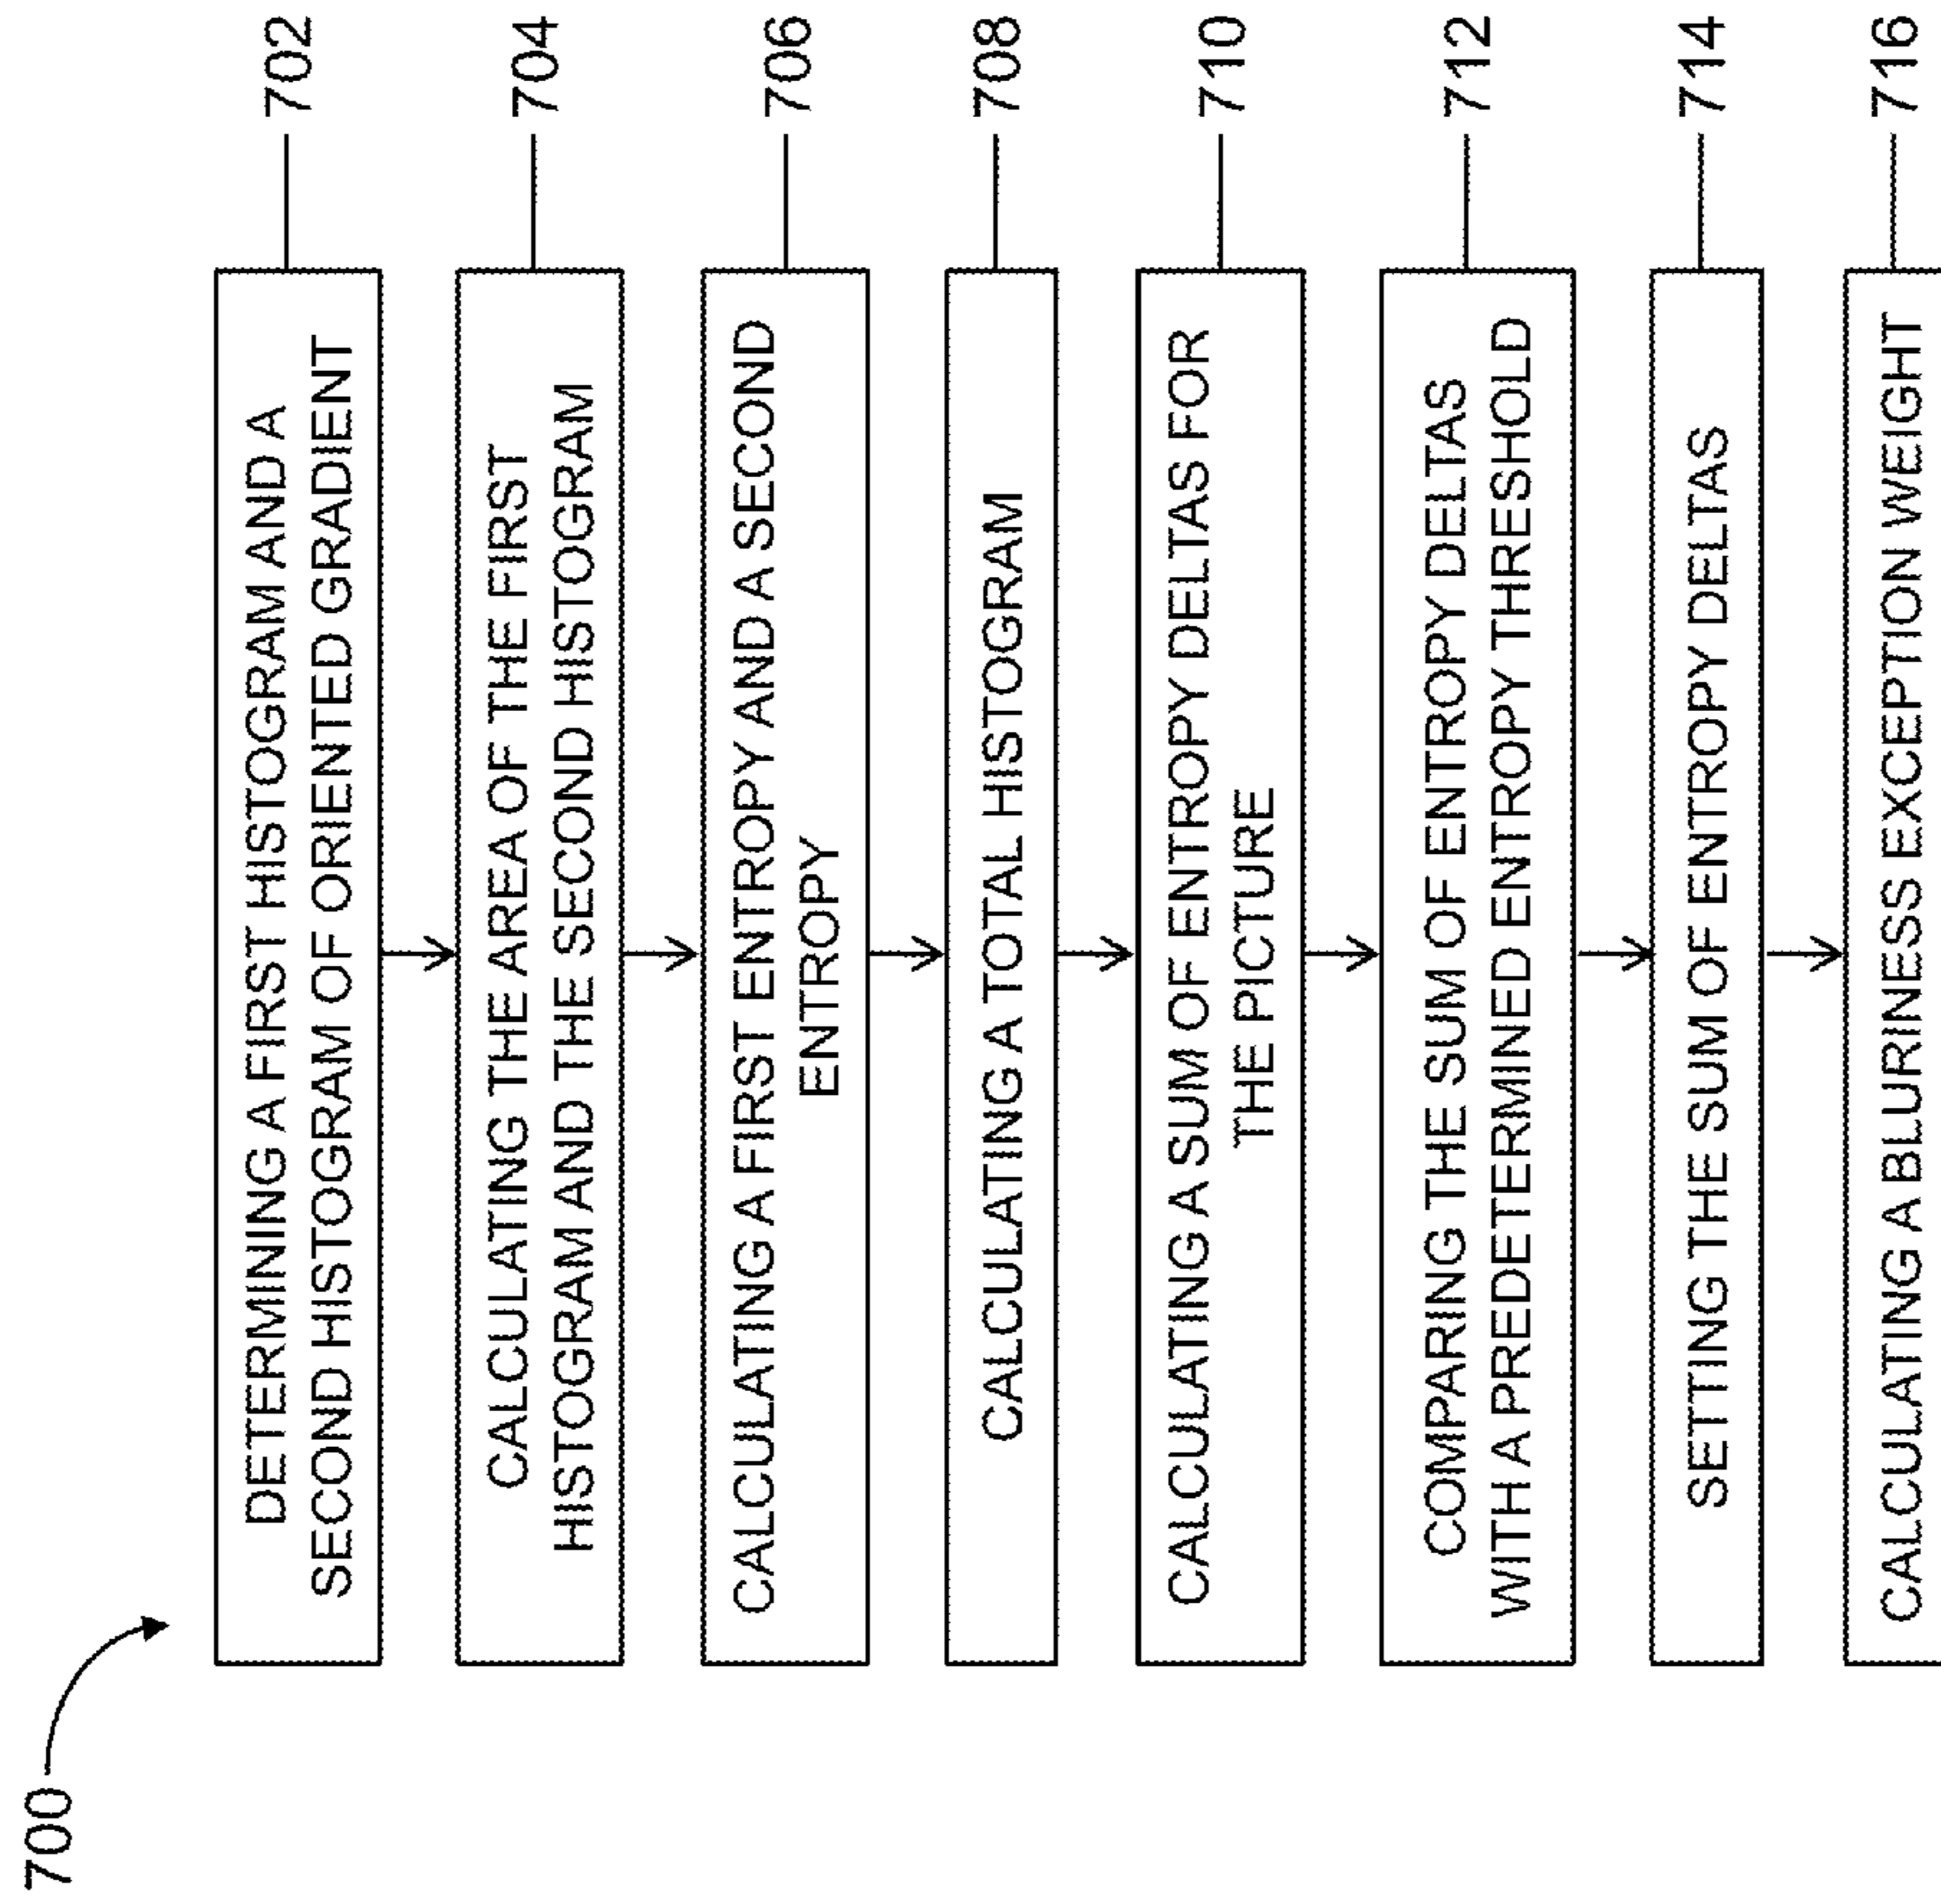 700
DETERMINING A FIRST HISTOGRAM AND A
SECOND HISTOGRAM OF ORIENTED GRADIENT
702
CALCULATING THE AREA OF THE FIRST
HISTOGRAM AND THE SECOND HISTOGRAM
704
CALCULATING A FIRST ENTROPY AND A SECOND
ENTROPY
706
CALCULATING A TOTAL HISTOGRAM
708
CALCULATING A SUM OF ENTROPY DELTAS FOR
THE PICTURE
710
COMPARING THE SUM OF ENTROPY DELTAS
WITH A PREDETERMINED ENTROPY THRESHOLD
712
SETTING THE SUM OF ENTROPY DELTAS
714
CALCULATING A BLURINESS EXCEPTION WEIGHT
716